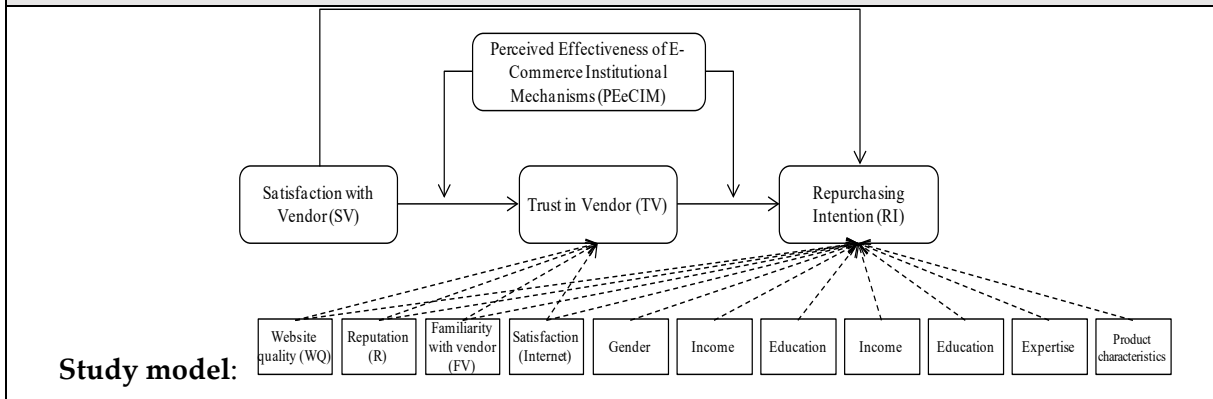 Perceived Effectiveness of E-
Commerce Institutional
Mechanisms (PEeCIM)
Satisfaction with
Vendor (SV)
Trust in Vendor (TV)
Repurchasing
Intention (RI)
Website
quality (WQ)
Reputation
(R)
Familiarity
with vendor
(FV)
Satisfaction
(Internet)
Gender
Income
Education
Income
Education
Expertise
Product
characteristics
Study model: